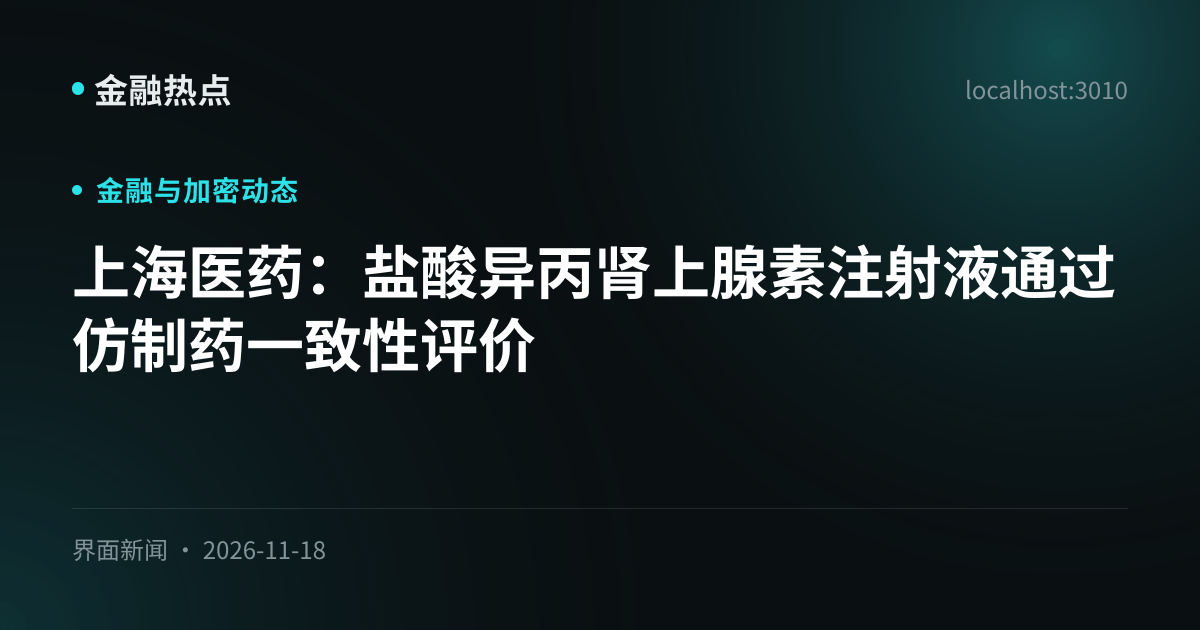 金融热点
localhost:3010
金融与加密动态
上海医药：盐酸异丙肾上腺素注射液通过
仿制药一致性评价
界面新闻 · 2026-11-18